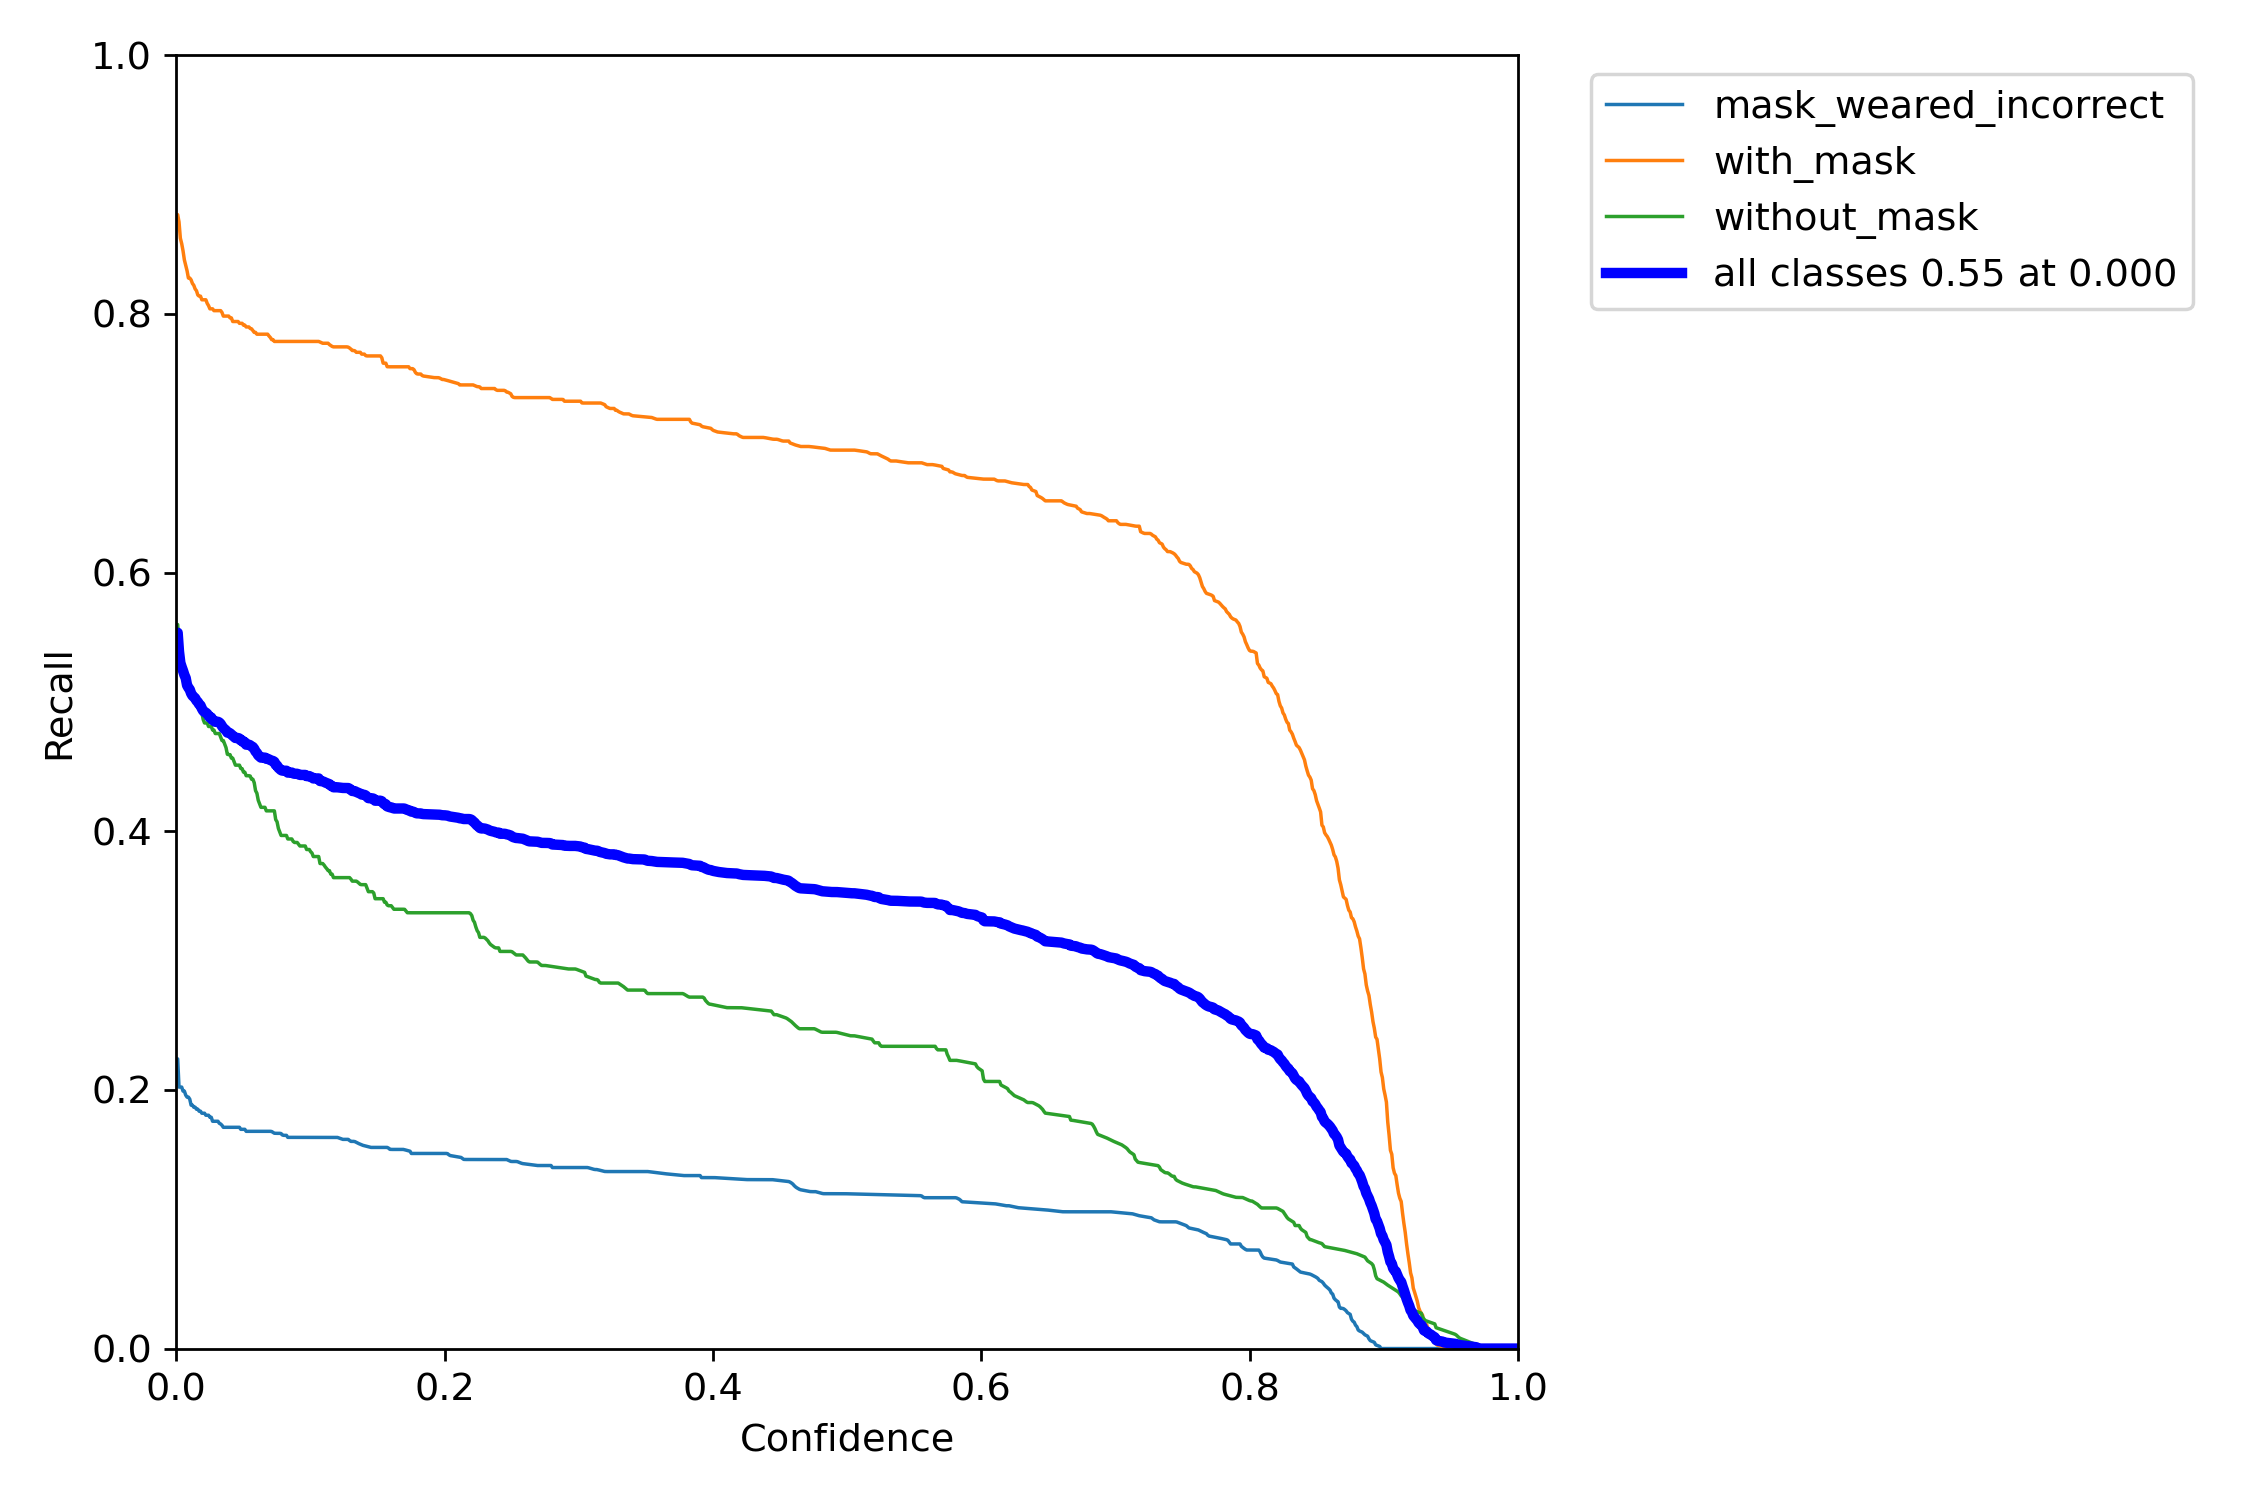 1.0
0.8
0.6
0.4
0.2
0.0
Recall
0.0 0.2 0.4 0.6 0.8 1.0
Confidence
mask_weared_incorrect
with_mask
without_mask
all classes 0.55 at 0.000